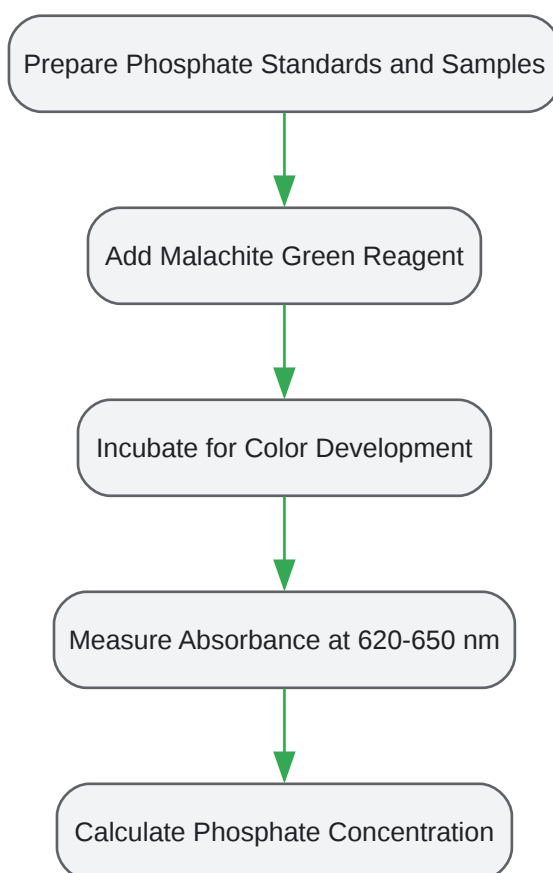 Prepare Phosphate Standards and Samples
Add Malachite Green Reagent
Incubate for Color Development
Measure Absorbance at 620-650 nm
Calculate Phosphate Concentration